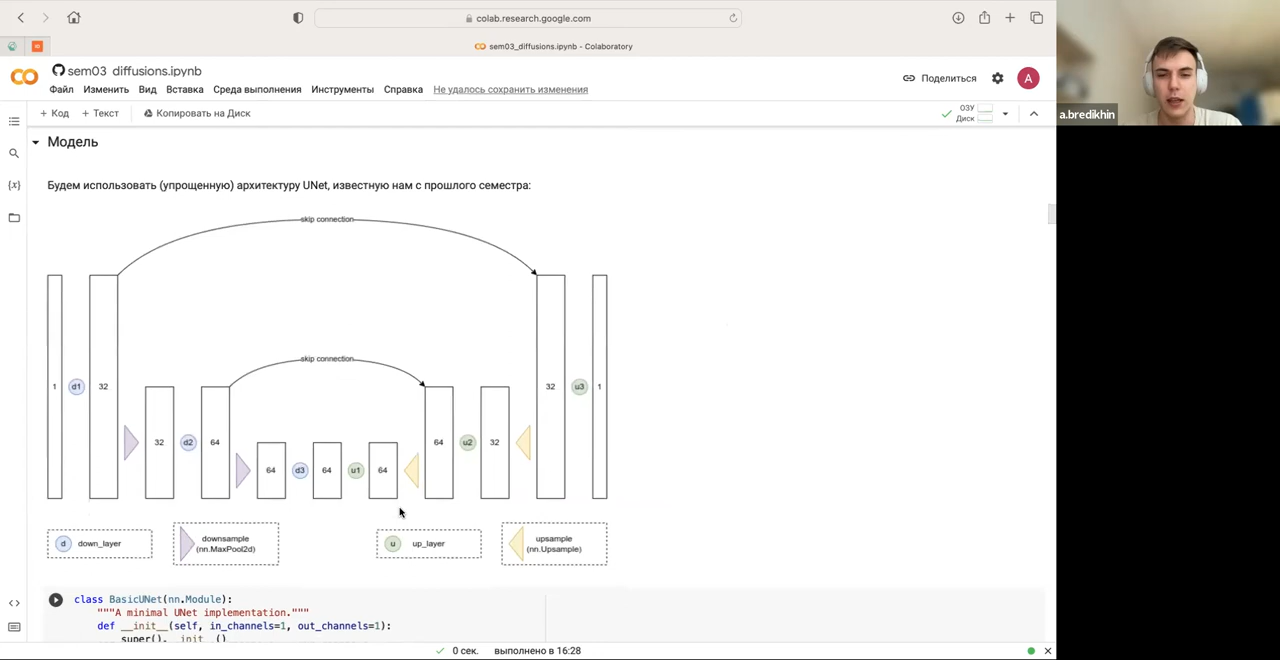 colab.research.google.com
sem03_diffusions.ipynb - Colaboratory
sem03 diffusions.ipynb
Поделиться
A
Файл Изменить Вид Вставка Среда выполнения Инструменты Справка Не удалось сохранить изменения
+ Код + Текст Копировать на Диск
ОЗУ
Диск
a.bredikhin
Модель
Будем использовать (упрощенную) архитектуру UNet, известную нам с прошлого семестра:
skip connection
skip connection
1 d1 32 32 u3 1
32 d2 64 64 u2 32
64 d3 64 u1 64
d down_layer
downsample
(nn.MaxPool2d)
u up_layer
upsample
(nn.Upsample)
class BasicUNet(nn.Module):
"""A minimal UNet implementation."""
def __init__(self, in_channels=1, out_channels=1):
super().__init__()
0 сек. выполнено в 16:28